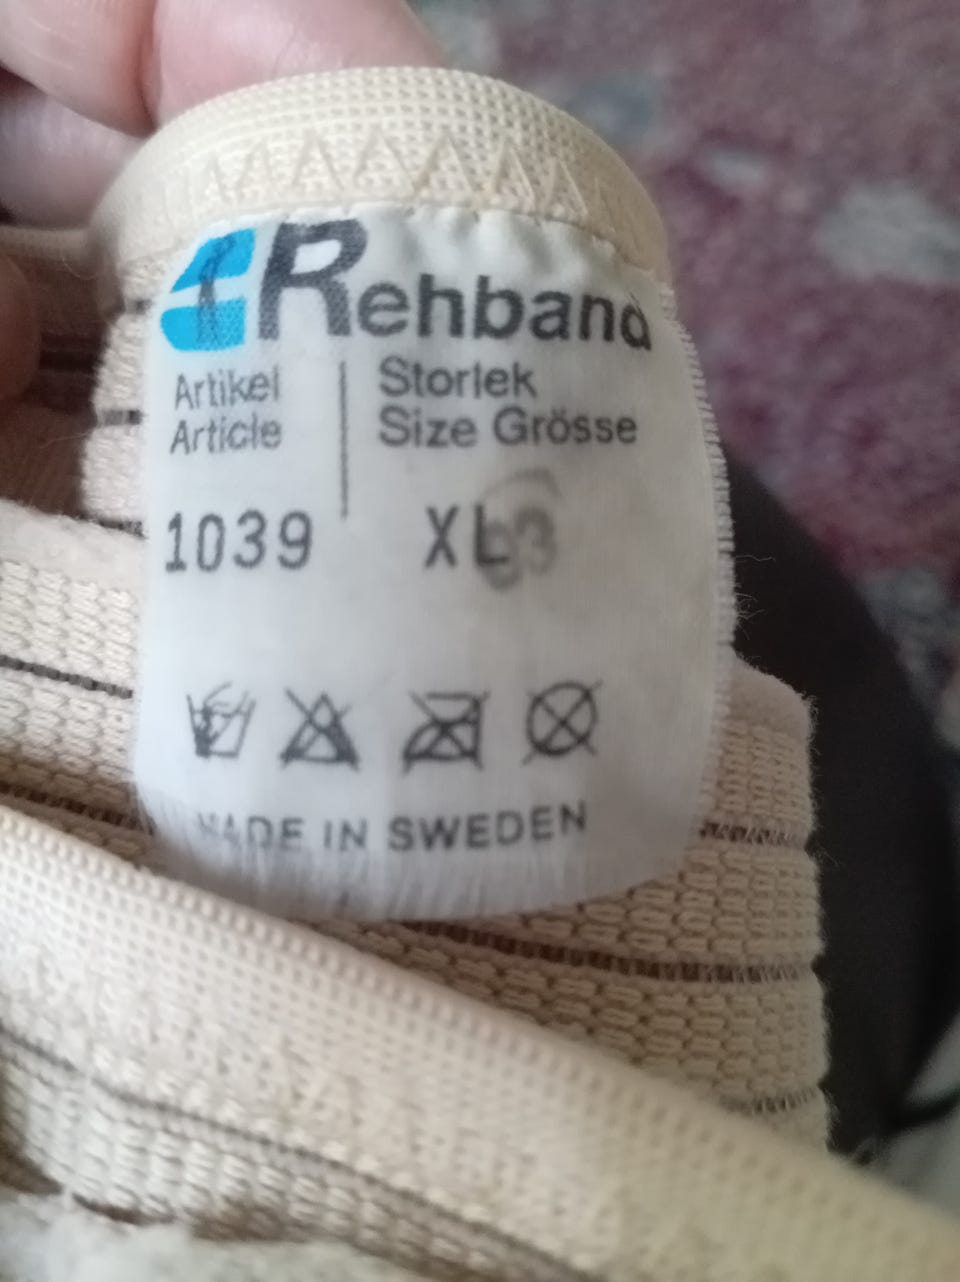 Rehband
Artikel
Article
Storlek
Size Grösse
1039
XL
MADE IN SWEDEN